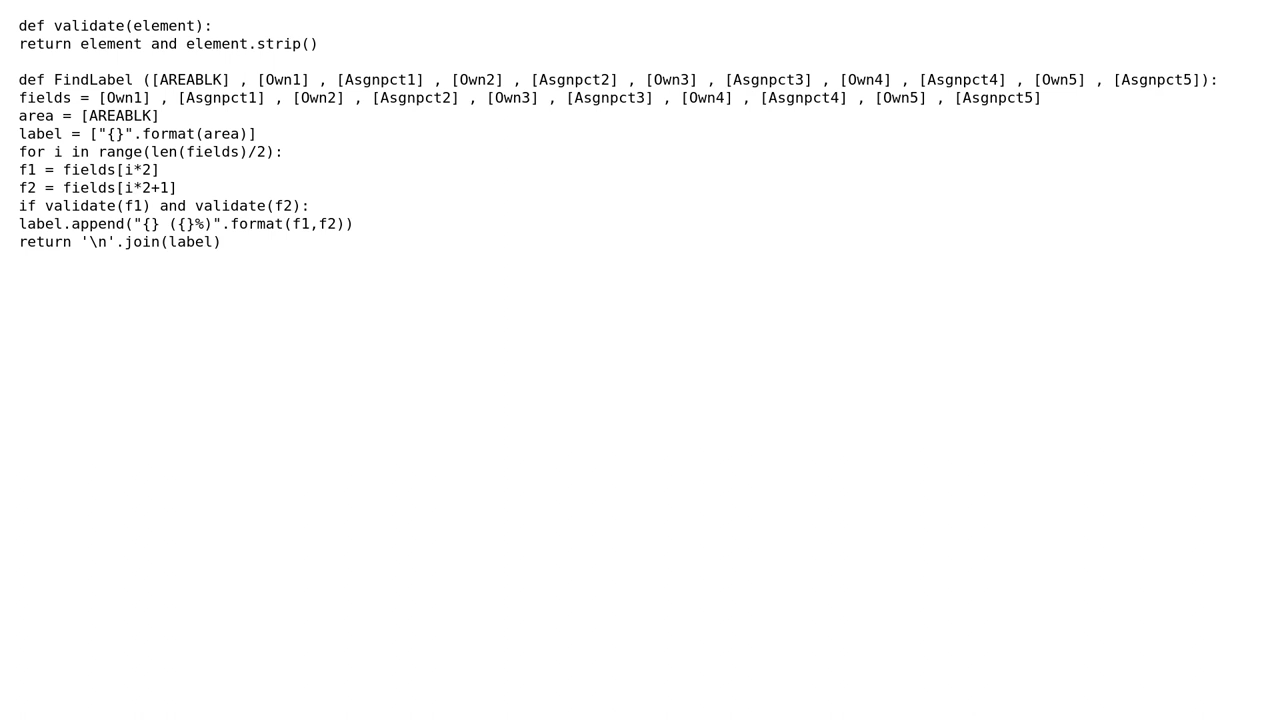 def validate(element):
return element and element.strip()

def FindLabel ([AREABLK] , [Own1] , [Asgnpct1] , [Own2] , [Asgnpct2] , [Own3] , [Asgnpct3] , [Own4] , [Asgnpct4] , [Own5] , [Asgnpct5]):
fields = [Own1] , [Asgnpct1] , [Own2] , [Asgnpct2] , [Own3] , [Asgnpct3] , [Own4] , [Asgnpct4] , [Own5] , [Asgnpct5]
area = [AREABLK]
label = ["{}".format(area)]
for i in range(len(fields)/2):
f1 = fields[i*2]
f2 = fields[i*2+1]
if validate(f1) and validate(f2):
label.append("{} ({}%)".format(f1,f2))
return '\n'.join(label)